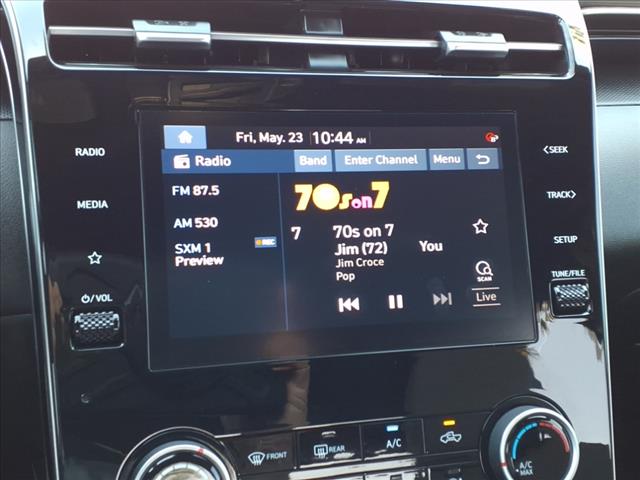 Fri, May. 23 10:44 AM
Radio Band Enter Channel Menu
RADIO
MEDIA
/VOL
FM 87.5
AM 530
SXM 1 REC
Preview
70s on 7
7 70s on 7
Jim (72) You
Jim Croce
Pop
SCAN
Live
<SEEK
TRACK>
SETUP
TUNE/FILE
FRONT
REAR
A/C
A/C
MAX